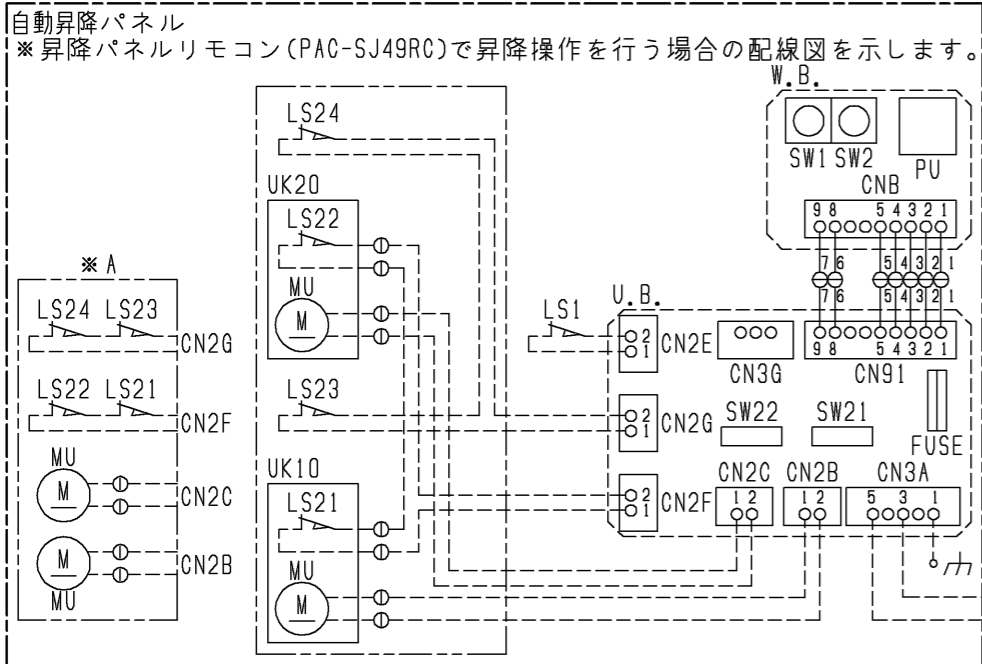 自動昇降パネル
※昇降パネルリモコン(PAC-SJ49RC)で昇降操作を行う場合の配線図を示します。
W.B.
SW1 SW2
PU
CNB
9 8 5 4 3 2 1
7 6 5 4 3 2 1
7 6 5 4 3 2 1
LS24
UK20
LS22
MU
M
※A
LS24 LS23
CN2G
LS22 LS21
CN2F
MU
M
CN2C
M
CN2B
MU
LS23
UK10
LS21
MU
M
LS1
U.B.
2
1
CN2E
CN3G
9 8 5 4 3 2 1
CN91
2
1
CN2G
SW22
SW21
FUSE
2
1
CN2F
CN2C
1 2
CN2B
1 2
CN3A
5 3 1